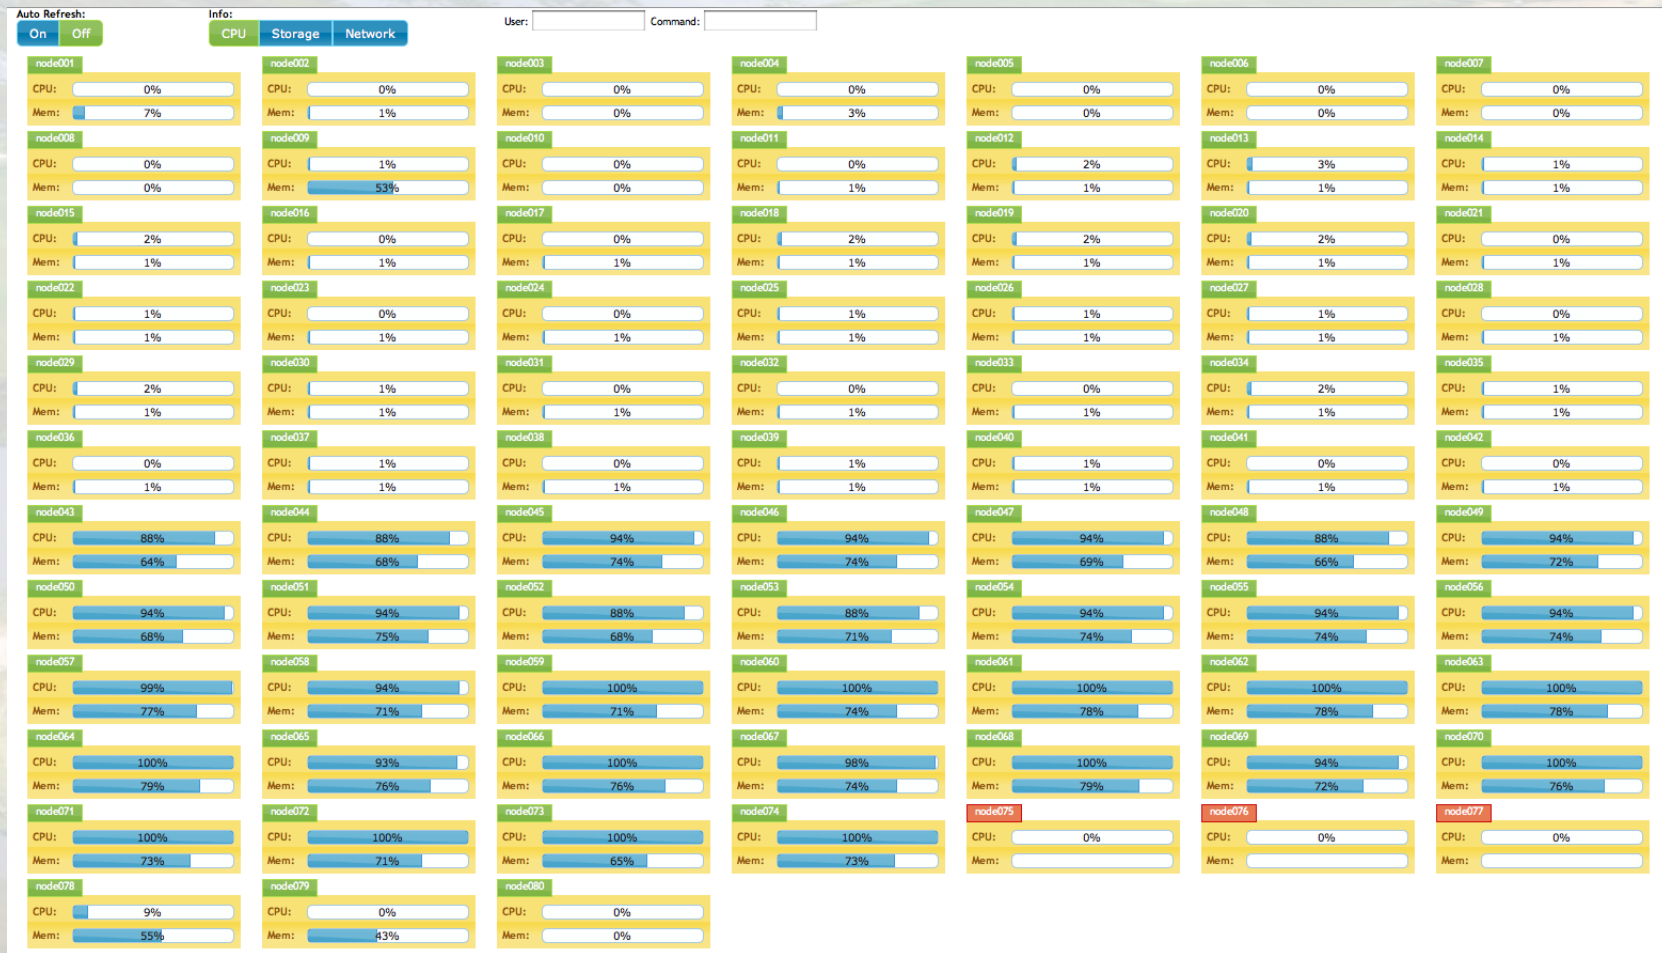 Auto Refresh: Info:
On Off CPU Storage Network User: Command:
node001 node002 node003 node004 node005 node006 node007
CPU: 0% CPU: 0% CPU: 0% CPU: 0% CPU: 0% CPU: 0% CPU: 0%
Mem: 7% Mem: 1% Mem: 0% Mem: 3% Mem: 0% Mem: 0% Mem: 0%
node008 node009 node010 node011 node012 node013 node014
CPU: 0% CPU: 1% CPU: 0% CPU: 0% CPU: 2% CPU: 3% CPU: 1%
Mem: 0% Mem: 53% Mem: 0% Mem: 1% Mem: 1% Mem: 1% Mem: 1%
node015 node016 node017 node018 node019 node020 node021
CPU: 2% CPU: 0% CPU: 0% CPU: 2% CPU: 2% CPU: 2% CPU: 0%
Mem: 1% Mem: 1% Mem: 1% Mem: 1% Mem: 1% Mem: 1% Mem: 1%
node022 node023 node024 node025 node026 node027 node028
CPU: 1% CPU: 0% CPU: 0% CPU: 1% CPU: 1% CPU: 1% CPU: 0%
Mem: 1% Mem: 1% Mem: 1% Mem: 1% Mem: 1% Mem: 1% Mem: 1%
node029 node030 node031 node032 node033 node034 node035
CPU: 2% CPU: 1% CPU: 0% CPU: 0% CPU: 0% CPU: 2% CPU: 1%
Mem: 1% Mem: 1% Mem: 1% Mem: 1% Mem: 1% Mem: 1% Mem: 1%
node036 node037 node038 node039 node040 node041 node042
CPU: 0% CPU: 1% CPU: 0% CPU: 1% CPU: 1% CPU: 0% CPU: 0%
Mem: 1% Mem: 1% Mem: 1% Mem: 1% Mem: 1% Mem: 1% Mem: 1%
node043 node044 node045 node046 node047 node048 node049
CPU: 88% CPU: 88% CPU: 94% CPU: 94% CPU: 94% CPU: 88% CPU: 94%
Mem: 64% Mem: 68% Mem: 74% Mem: 74% Mem: 69% Mem: 66% Mem: 72%
node050 node051 node052 node053 node054 node055 node056
CPU: 94% CPU: 94% CPU: 88% CPU: 88% CPU: 94% CPU: 94% CPU: 94%
Mem: 68% Mem: 75% Mem: 68% Mem: 71% Mem: 74% Mem: 74% Mem: 74%
node057 node058 node059 node060 node061 node062 node063
CPU: 99% CPU: 94% CPU: 100% CPU: 100% CPU: 100% CPU: 100% CPU: 100%
Mem: 77% Mem: 71% Mem: 71% Mem: 74% Mem: 78% Mem: 78% Mem: 78%
node064 node065 node066 node067 node068 node069 node070
CPU: 100% CPU: 93% CPU: 100% CPU: 98% CPU: 100% CPU: 94% CPU: 100%
Mem: 79% Mem: 76% Mem: 76% Mem: 74% Mem: 79% Mem: 72% Mem: 76%
node071 node072 node073 node074 node075 node076 node077
CPU: 100% CPU: 100% CPU: 100% CPU: 100% CPU: 0% CPU: 0% CPU: 0%
Mem: 73% Mem: 71% Mem: 65% Mem: 73% Mem: Mem: Mem:
node078 node079 node080
CPU: 9% CPU: 0% CPU: 0%
Mem: 55% Mem: 43% Mem: 0%